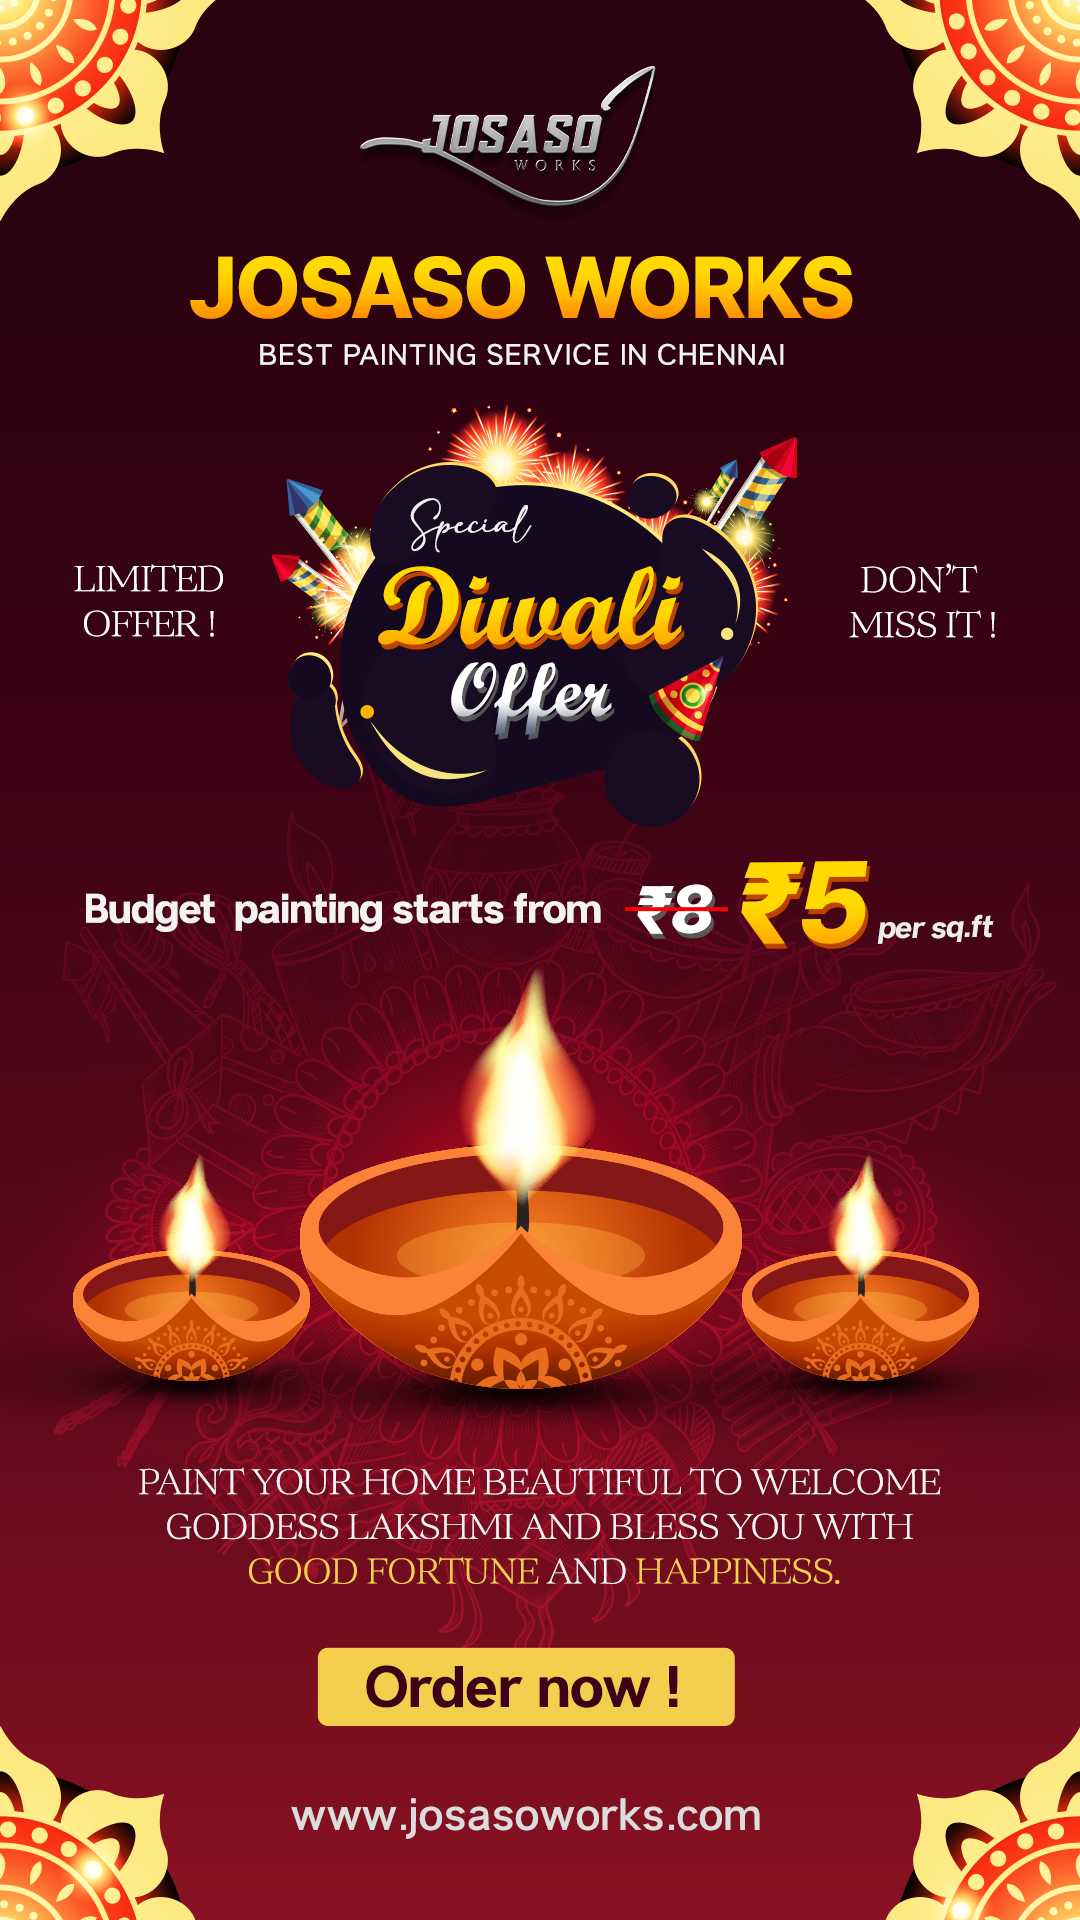 JOSASO
WORKS
JOSASO WORKS
BEST PAINTING SERVICE IN CHENNAI
LIMITED
OFFER !
Special
Diwali
Offer
DON'T
MISS IT !
Budget painting starts from ₹8 ₹5 per sq.ft
PAINT YOUR HOME BEAUTIFUL TO WELCOME
GODDESS LAKSHMI AND BLESS YOU WITH
GOOD FORTUNE AND HAPPINESS.
Order now !
www.josasoworks.com